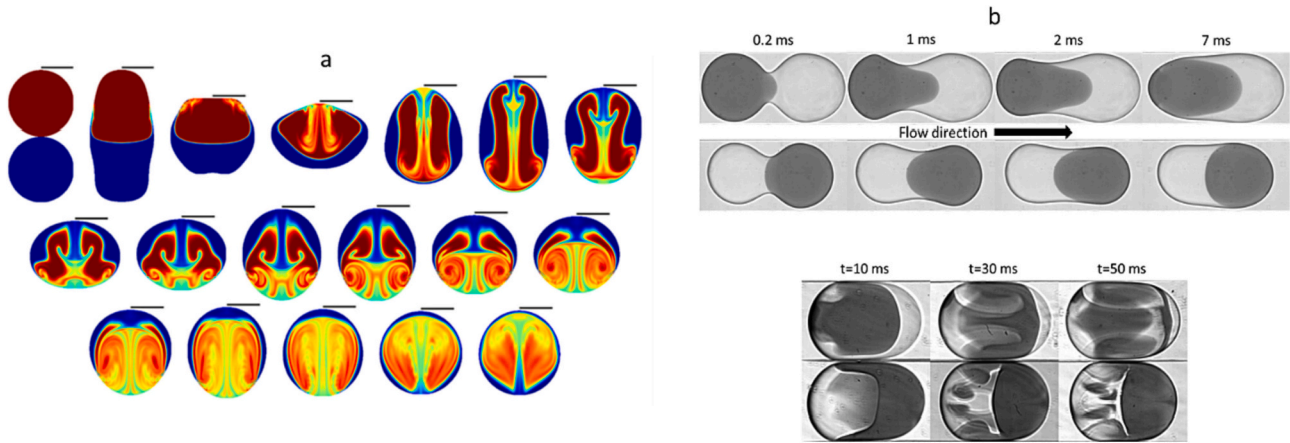 a
b
0.2 ms 1 ms 2 ms 7 ms
Flow direction
t=10 ms t=30 ms t=50 ms